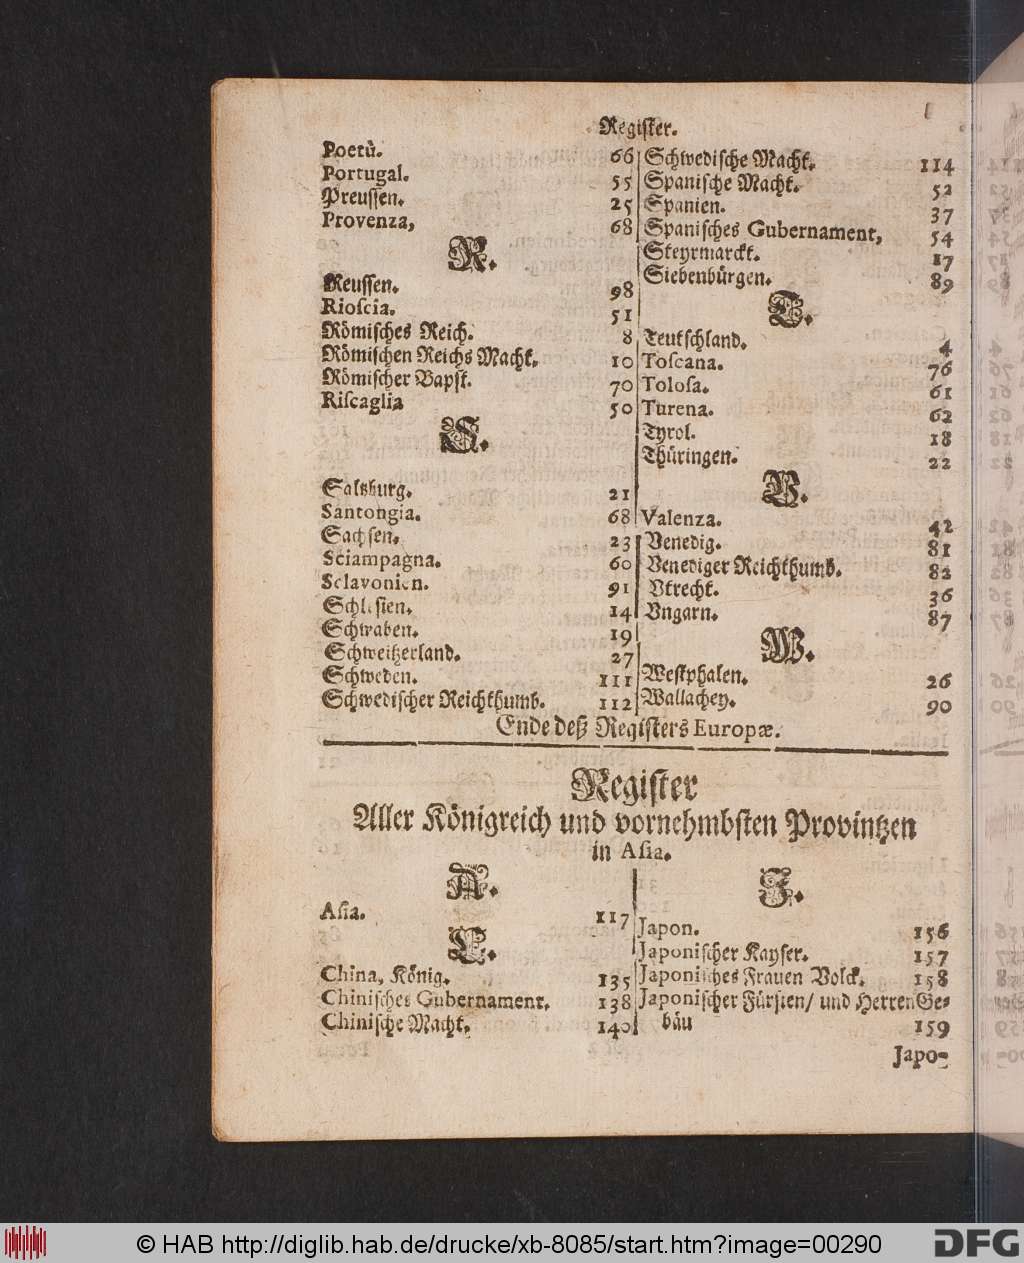 Register.
Poetù. 66
Portugal. 55
Preussen. 25
Provenza, 68
R.
Reussen. 98
Rioscia. 51
Römisches Reich. 8
Römischen Reichs Macht. 10
Römischer Bapst. 70
Riscaglia 50
S.
Saltzburg. 21
Santongia. 68
Sachsen. 23
Sciampagna. 60
Sclavonien. 91
Schlesien. 14
Schwaben. 19
Schweitzerland. 27
Schweden. 111
Schwedischer Reichthumb. 112
Schwedische Macht. 114
Spanische Macht. 52
Spanien. 37
Spanisches Gubernament, 54
Steyrmarckt. 17
Siebenbürgen. 89
T.
Teutschland. 4
Toscana. 76
Tolosa. 61
Turena. 62
Tyrol. 18
Thüringen. 22
V.
Valenza. 42
Venedig. 81
Venediger Reichthumb. 82
Vtrecht. 36
Vngarn. 87
W.
Westphalen. 26
Wallachey. 90
Ende deß Registers Europæ.
Register
Aller Königreich und vornehmbsten Provintzen
in Asia.
A.
Asia. 117
C.
China, König. 135
Chinisches Gubernament. 138
Chinische Macht. 140
J.
Japon. 156
Japonischer Kayser. 157
Japonisches Frauen Volck. 158
Japonischer Fürsten/ und Herren Ge-
bäu 159
Japo-
© HAB http://diglib.hab.de/drucke/xb-8085/start.htm?image=00290
DFG